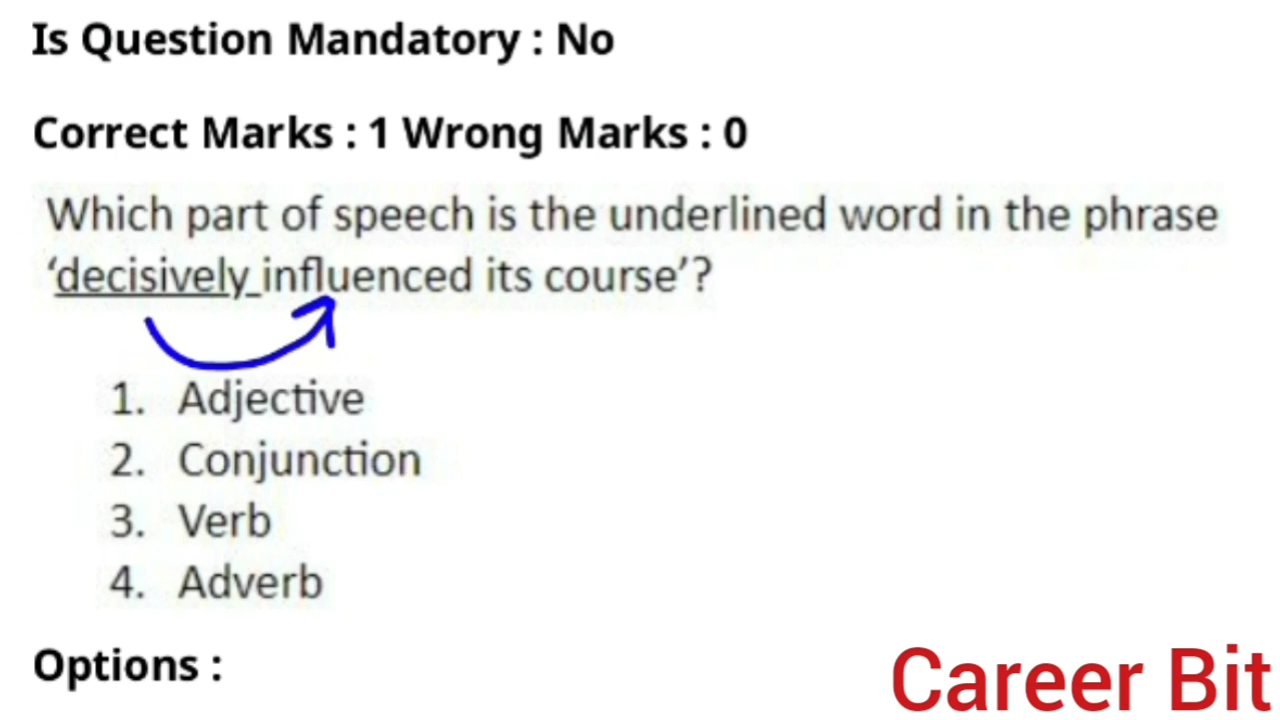 Is Question Mandatory : No
Correct Marks : 1 Wrong Marks : 0
Which part of speech is the underlined word in the phrase
‘decisively influenced its course’?
1. Adjective
2. Conjunction
3. Verb
4. Adverb
Options :
Career Bit